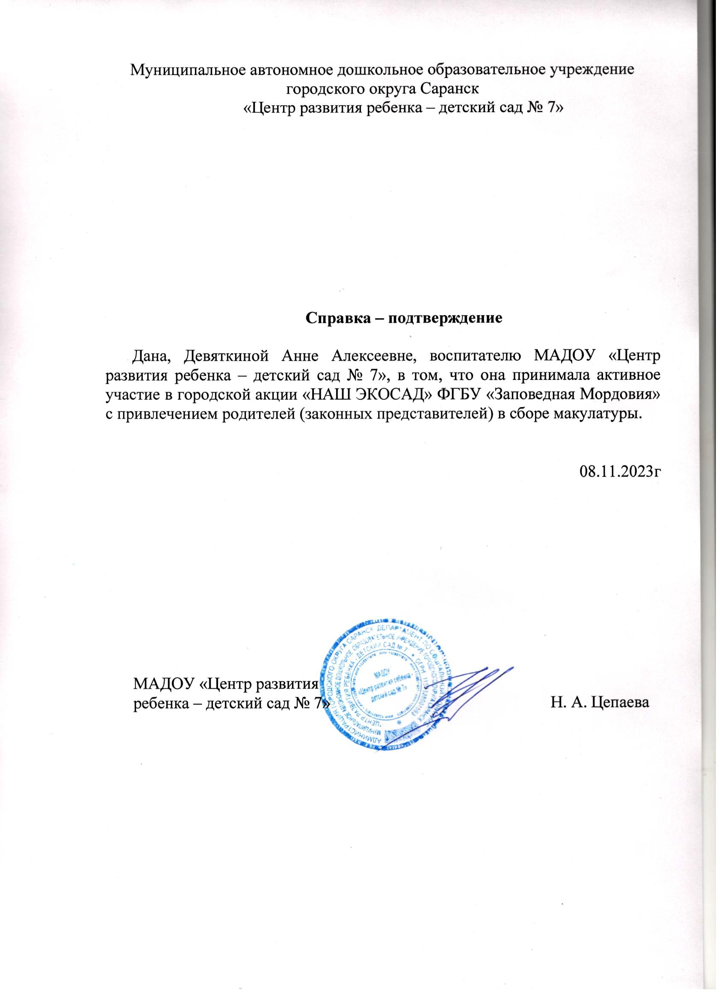 Муниципальное автономное дошкольное образовательное учреждение
городского округа Саранск
«Центр развития ребенка – детский сад № 7»
Справка – подтверждение
Дана, Девяткиной Анне Алексеевне, воспитателю МАДОУ «Центр
развития ребенка – детский сад № 7», в том, что она принимала активное
участие в городской акции «НАШ ЭКОСАД» ФГБУ «Заповедная Мордовия»
с привлечением родителей (законных представителей) в сборе макулатуры.
08.11.2023г
МАДОУ «Центр развития
ребенка – детский сад № 7»
Н. А. Цепаева
АДМИНИСТРАЦИЯ ГОРОДСКОГО ОКРУГА САРАНСК ДЕПАРТАМЕНТ ПО СОЦИАЛЬНОЙ
МУНИЦИПАЛЬНОЕ АВТОНОМНОЕ ДОШКОЛЬНОЕ ОБРАЗОВАТЕЛЬНОЕ УЧРЕЖДЕНИЕ ГОРОДСКОГО ОКРУГА САРАНСК
"ЦЕНТР РАЗВИТИЯ РЕБЕНКА - ДЕТСКИЙ САД № 7" • ОГРН
МАДОУ
«Центр развития ребенка -
детский сад № 7»